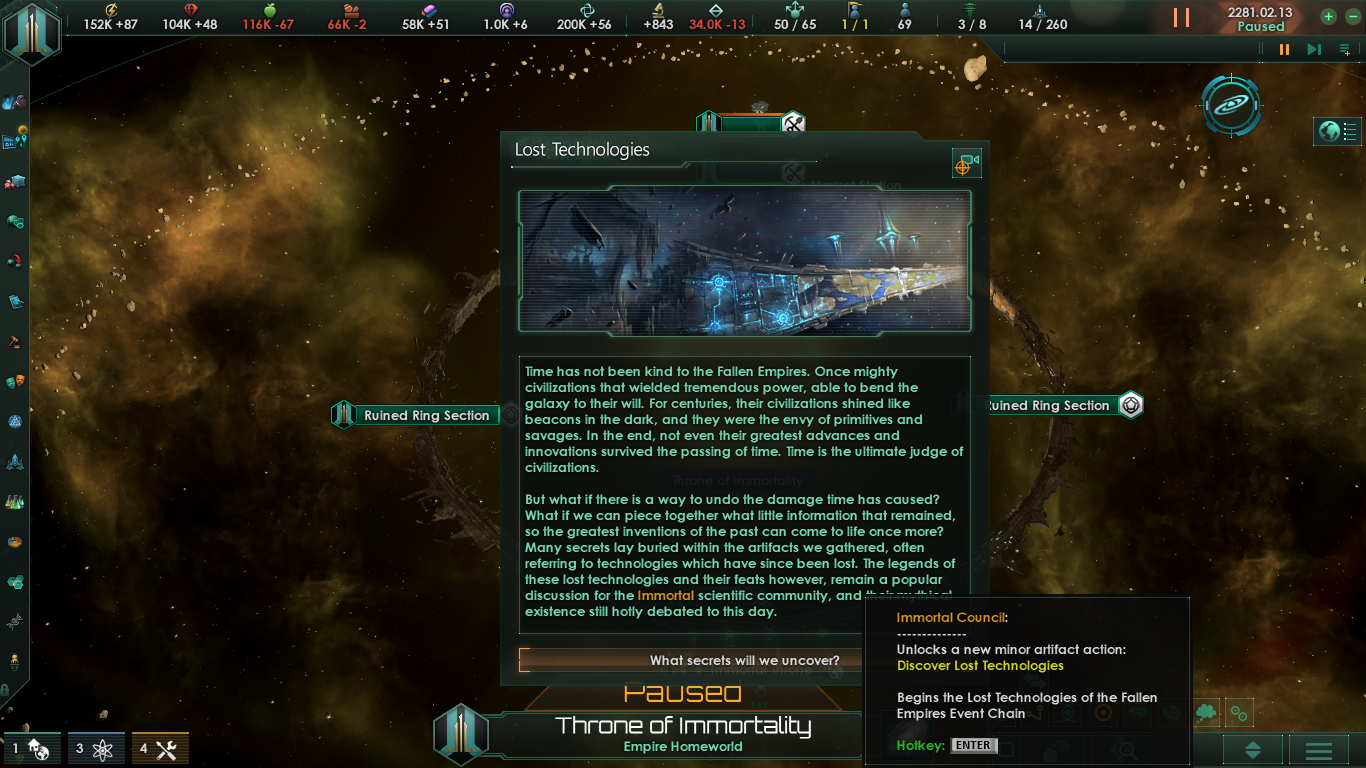 152K +87 104K +48 116K -67 66K -2 58K +51 1.0K +6 200K +56 +843 34.0K -13 50 / 65 1 / 1 69 3 / 8 14 / 260
2281.02.13
Paused
Lost Technologies
Time has not been kind to the Fallen Empires. Once mighty
civilizations that wielded tremendous power, able to bend the
galaxy to their will. For centuries, their civilizations shined like
beacons in the dark, and they were the envy of primitives and
savages. In the end, not even their greatest advances and
innovations survived the passing of time. Time is the ultimate judge of
civilizations.
But what if there is a way to undo the damage time has caused?
What if we can piece together what little information that remained,
so the greatest inventions of the past can come to life once more?
Many secrets lay buried within the artifacts we gathered, often
referring to technologies which have since been lost. The legends of
these lost technologies and their feats however, remain a popular
discussion for the Immortal scientific community, and their mythical
existence still hotly debated to this day.
Ruined Ring Section
Ruined Ring Section
Throne of Immortality
What secrets will we uncover?
Immortal Council:
--------------
Unlocks a new minor artifact action:
Discover Lost Technologies
Begins the Lost Technologies of the Fallen
Empires Event Chain
Hotkey: ENTER
Paused
Throne of Immortality
Empire Homeworld
1 3 4